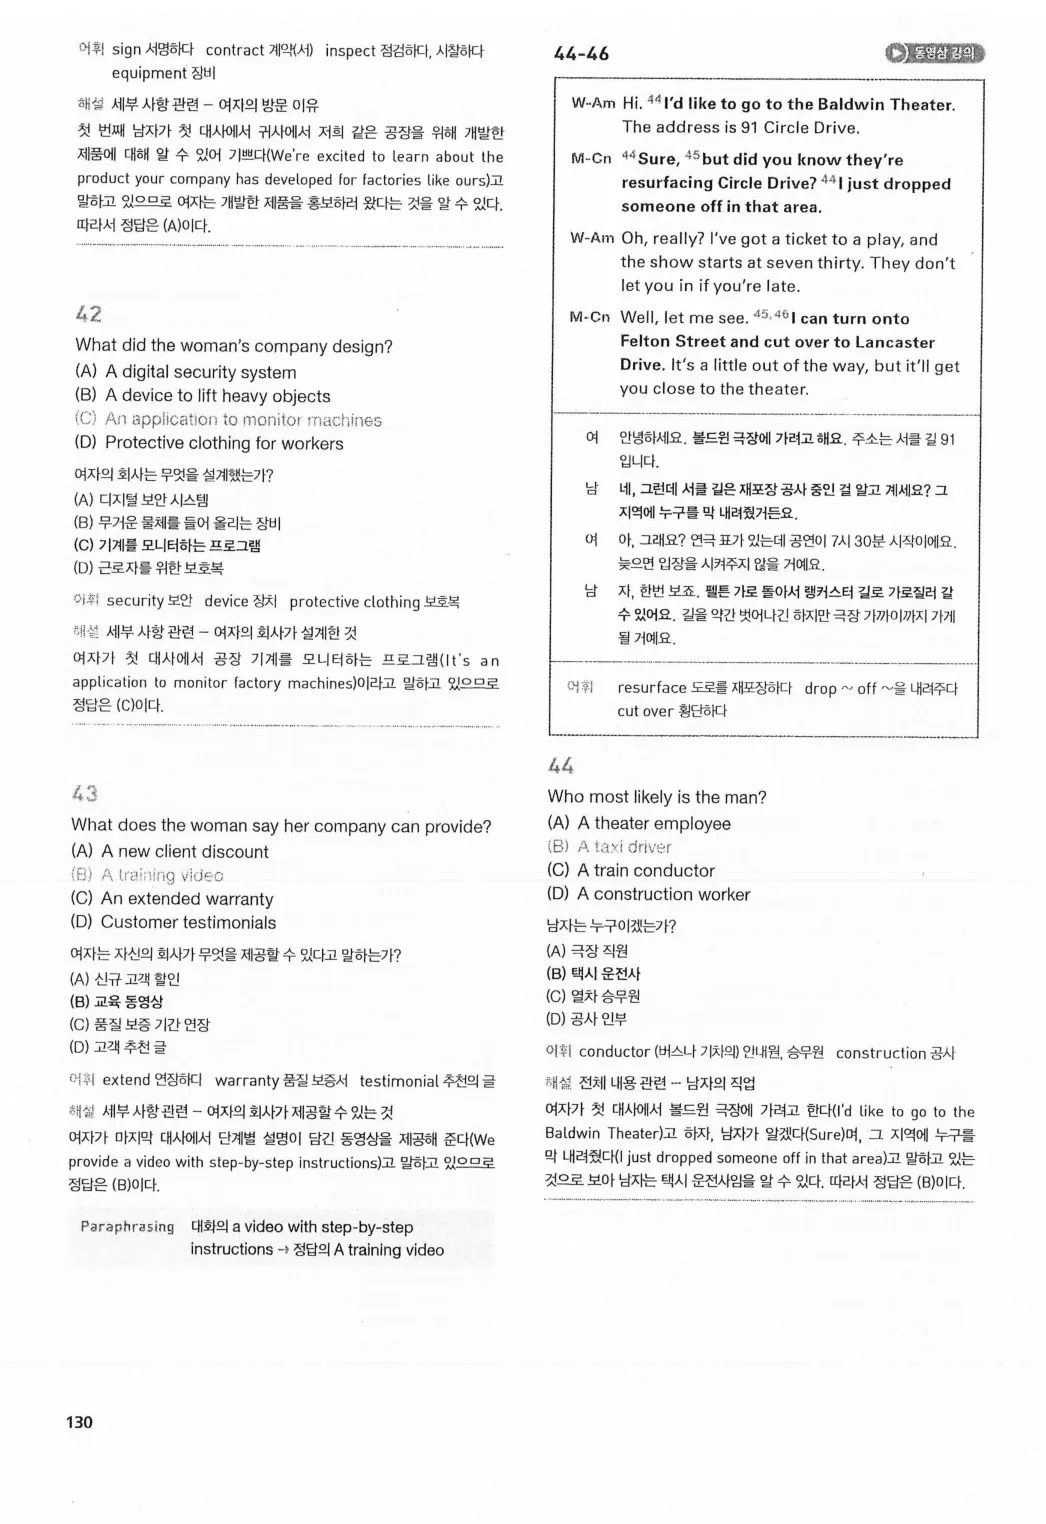 어휘 sign 서명하다 contract 계약(서) inspect 점검하다, 시찰하다
equipment 장비
해설 세부 사항 관련 – 여자의 방문 이유
첫 번째 남자가 첫 대사에서 귀사에서 저희 같은 공장을 위해 개발한
제품에 대해 알 수 있어 기쁘다(We're excited to learn about the
product your company has developed for factories like ours)고
말하고 있으므로 여자는 개발한 제품을 홍보하러 왔다는 것을 알 수 있다.
따라서 정답은 (A)이다.
42
What did the woman's company design?
(A) A digital security system
(B) A device to lift heavy objects
(C) An application to monitor machines
(D) Protective clothing for workers
여자의 회사는 무엇을 설계했는가?
(A) 디지털 보안 시스템
(B) 무거운 물체를 들어 올리는 장비
(C) 기계를 모니터하는 프로그램
(D) 근로자를 위한 보호복
어휘 security 보안 device 장치 protective clothing 보호복
해설 세부 사항 관련 – 여자의 회사가 설계한 것
여자가 첫 대사에서 공장 기계를 모니터하는 프로그램(It's an
application to monitor factory machines)이라고 말하고 있으므로
정답은 (C)이다.
43
What does the woman say her company can provide?
(A) A new client discount
(B) A training video
(C) An extended warranty
(D) Customer testimonials
여자는 자신의 회사가 무엇을 제공할 수 있다고 말하는가?
(A) 신규 고객 할인
(B) 교육 동영상
(C) 품질 보증 기간 연장
(D) 고객 추천 글
어휘 extend 연장하다 warranty 품질 보증서 testimonial 추천의 글
해설 세부 사항 관련 – 여자의 회사가 제공할 수 있는 것
여자가 마지막 대사에서 단계별 설명이 담긴 동영상을 제공해 준다(We
provide a video with step-by-step instructions)고 말하고 있으므로
정답은 (B)이다.
Paraphrasing 대화의 a video with step-by-step
instructions → 정답의 A training video
130
44-46 동영상 강의
W-Am Hi. 44I'd like to go to the Baldwin Theater.
The address is 91 Circle Drive.
M-Cn 44Sure, 45but did you know they're
resurfacing Circle Drive? 44I just dropped
someone off in that area.
W-Am Oh, really? I've got a ticket to a play, and
the show starts at seven thirty. They don't
let you in if you're late.
M-Cn Well, let me see. 45,46I can turn onto
Felton Street and cut over to Lancaster
Drive. It's a little out of the way, but it'll get
you close to the theater.
여 안녕하세요. 볼드윈 극장에 가려고 해요. 주소는 서클 길 91
입니다.
남 네, 그런데 서클 길은 재포장 공사 중인 걸 알고 계세요? 그
지역에 누구를 막 내려줬거든요.
여 아, 그래요? 연극 표가 있는데 공연이 7시 30분 시작이에요.
늦으면 입장을 시켜주지 않을 거예요.
남 자, 한번 보죠. 펠튼 가로 돌아서 랭커스터 길로 가로질러 갈
수 있어요. 길을 약간 벗어나긴 하지만 극장 가까이까지 가게
될 거예요.
어휘 resurface 도로를 재포장하다 drop ~ off ~을 내려주다
cut over 횡단하다
44
Who most likely is the man?
(A) A theater employee
(B) A taxi driver
(C) A train conductor
(D) A construction worker
남자는 누구이겠는가?
(A) 극장 직원
(B) 택시 운전사
(C) 열차 승무원
(D) 공사 인부
어휘 conductor (버스나 기차의) 안내원, 승무원 construction 공사
해설 전체 내용 관련 – 남자의 직업
여자가 첫 대사에서 볼드윈 극장에 가려고 한다(I'd like to go to the
Baldwin Theater)고 하자, 남자가 알겠다(Sure)며, 그 지역에 누구를
막 내려줬다(I just dropped someone off in that area)고 말하고 있는
것으로 보아 남자는 택시 운전사임을 알 수 있다. 따라서 정답은 (B)이다.